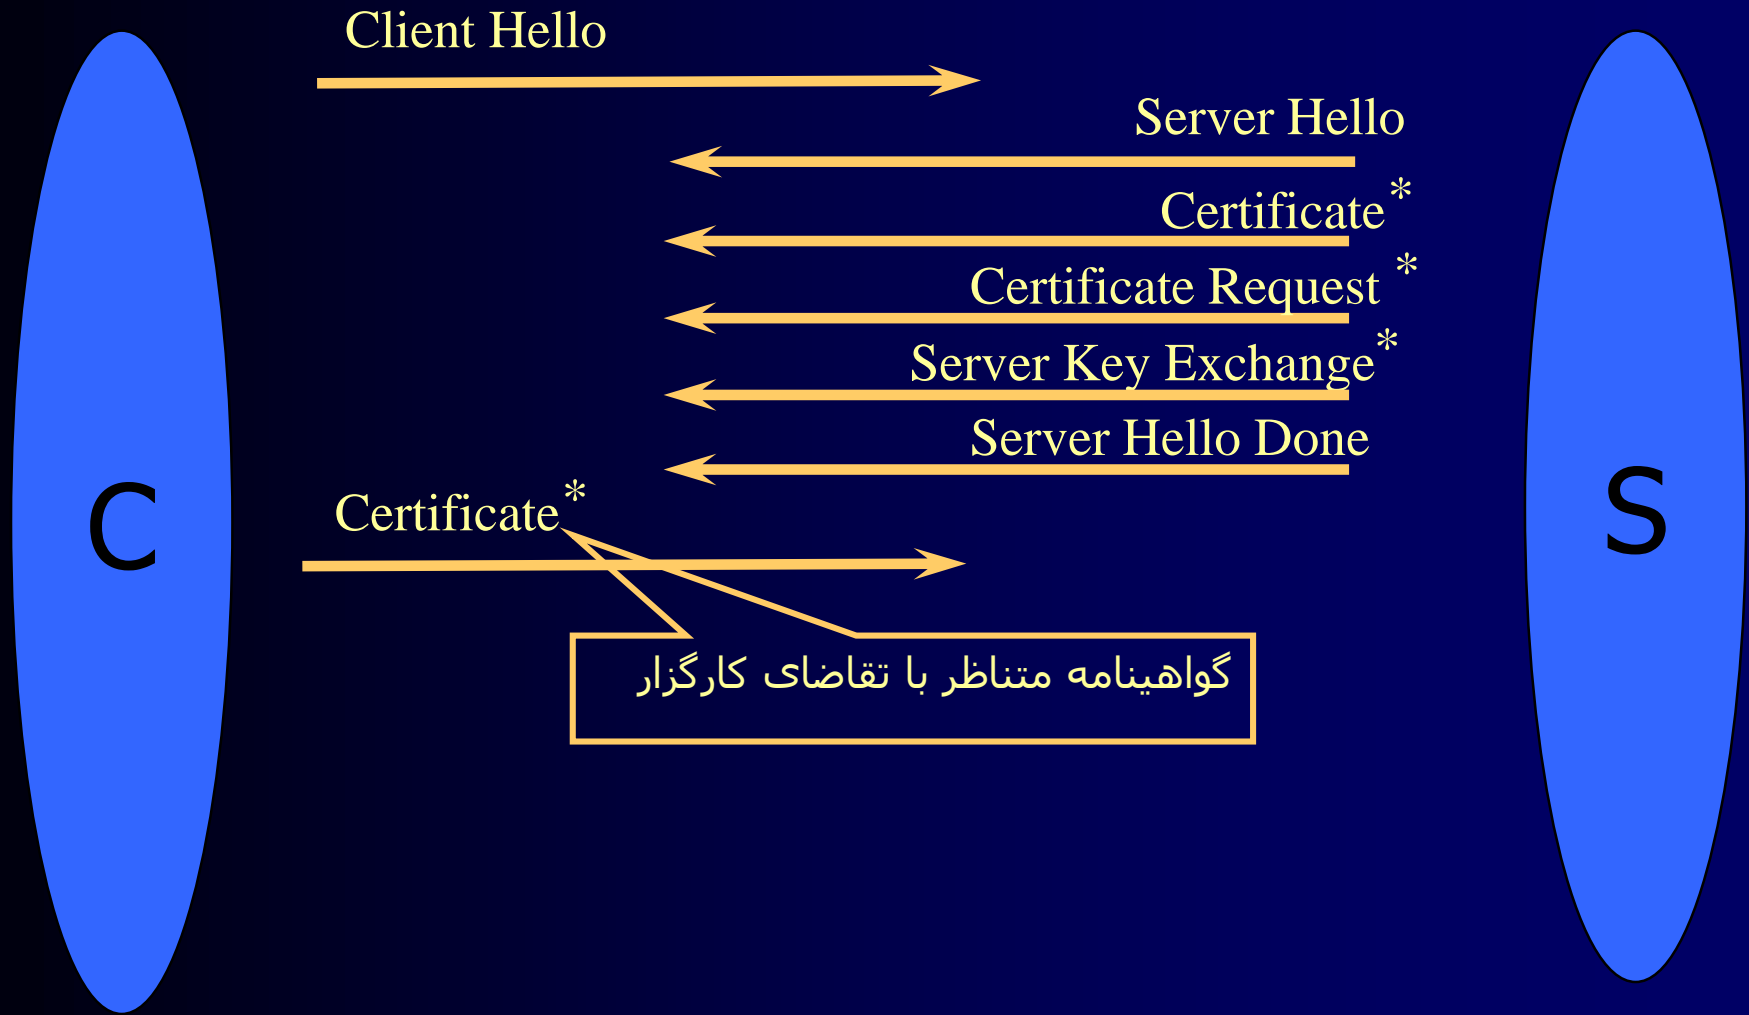 Client Hello
Server Hello
Certificate*
Certificate Request *
Server Key Exchange*
Server Hello Done
C
S
Certificate*
گواهینامه متناظر با تقاضای کارگزار